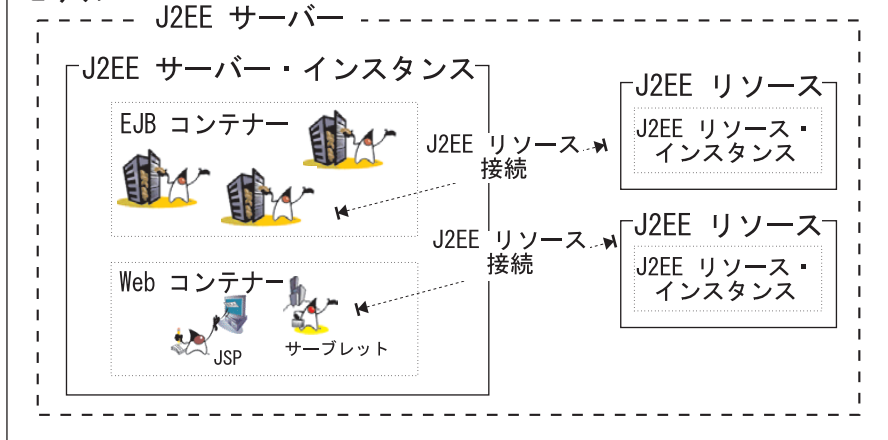 J2EE サーバー
J2EE サーバー・インスタンス
EJB コンテナー
J2EE リソース
接続
J2EE リソース
J2EE リソース・
インスタンス
J2EE リソース
接続
J2EE リソース
J2EE リソース・
インスタンス
Web コンテナー
JSP
サーブレット